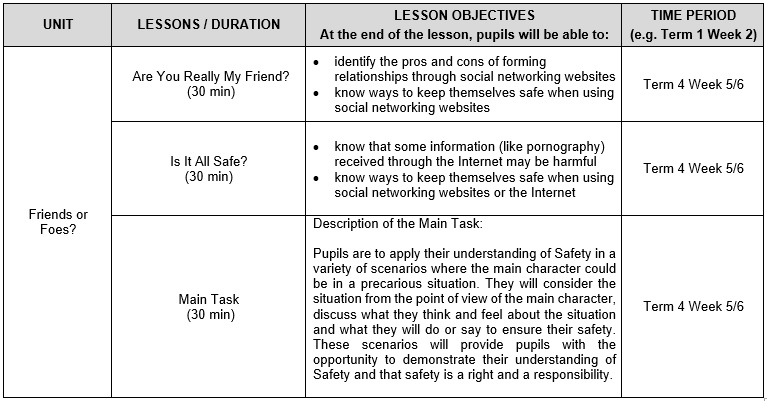 UNIT
LESSONS / DURATION
LESSON OBJECTIVES
At the end of the lesson, pupils will be able to:
TIME PERIOD
(e.g. Term 1 Week 2)
Friends or
Foes?
Are You Really My Friend?
(30 min)
• identify the pros and cons of forming
relationships through social networking websites
• know ways to keep themselves safe when using
social networking websites
Term 4 Week 5/6
Is It All Safe?
(30 min)
• know that some information (like pornography)
received through the Internet may be harmful
• know ways to keep themselves safe when using
social networking websites or the Internet
Term 4 Week 5/6
Main Task
(30 min)
Description of the Main Task:
Pupils are to apply their understanding of Safety in a
variety of scenarios where the main character could
be in a precarious situation. They will consider the
situation from the point of view of the main character,
discuss what they think and feel about the situation
and what they will do or say to ensure their safety.
These scenarios will provide pupils with the
opportunity to demonstrate their understanding of
Safety and that safety is a right and a responsibility.
Term 4 Week 5/6